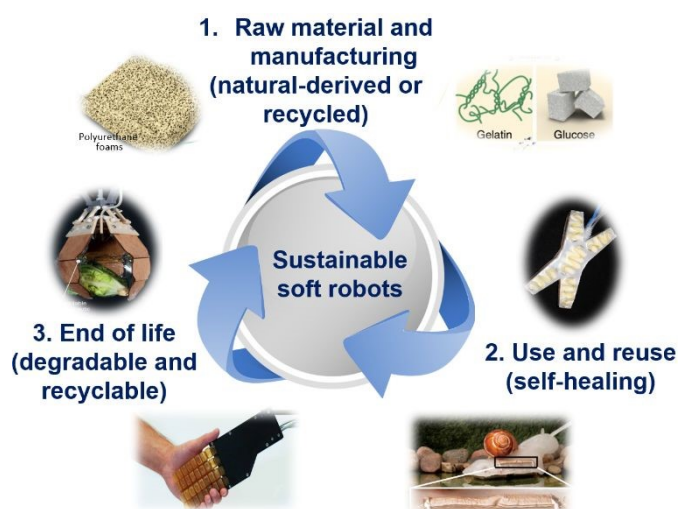 1. Raw material and
manufacturing
(natural-derived or
recycled)
Polyurethane
foams
Gelatin
Glucose
Sustainable
soft robots
3. End of life
(degradable and
recyclable)
2. Use and reuse
(self-healing)